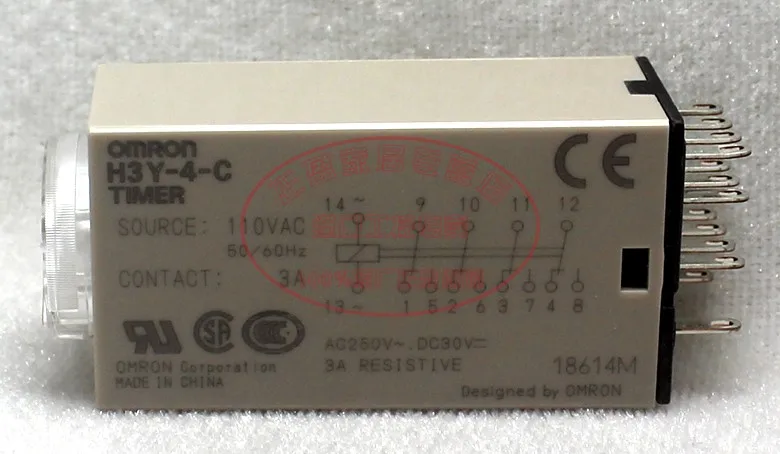 OMRON
H3Y-4-C
TIMER
CE
SOURCE: 110VAC
50/60Hz
CONTACT: 3A
14~ 9 10 11 12
13~ 1 5 2 6 3 7 4 8
AC250V~.DC30V⎓
3A RESISTIVE
OMRON Corporation
MADE IN CHINA
18614M
Designed by OMRON